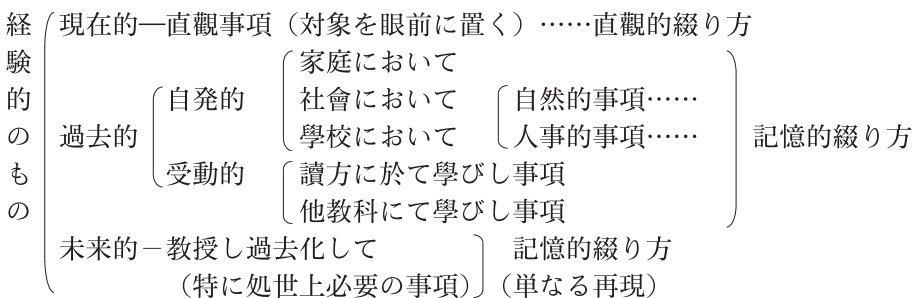 経験的のもの
現在的―直觀事項（対象を眼前に置く）……直觀的綴り方
家庭において
自発的　社會において　自然的事項……
過去的　學校において　人事的事項……　記憶的綴り方
受動的　讀方に於て學びし事項
他教科にて學びし事項
未来的－教授し過去化して　記憶的綴り方
（特に処世上必要の事項）（単なる再現）